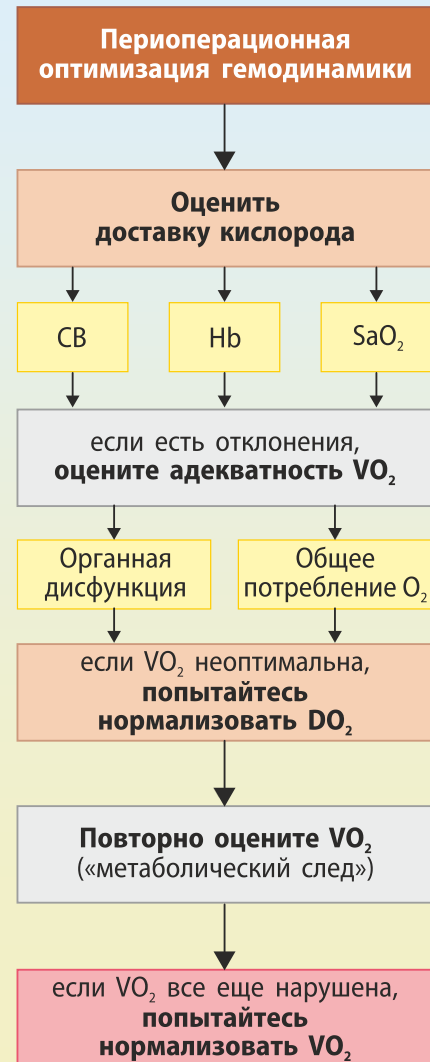 Периоперационная
оптимизация гемодинамики
Оценить
доставку кислорода
СВ
Hb
SaO₂
если есть отклонения,
оцените адекватность VO₂
Органная
дисфункция
Общее
потребление O₂
если VO₂ неоптимальна,
попытайтесь
нормализовать DO₂
Повторно оцените VO₂
(«метаболический след»)
если VO₂ все еще нарушена,
попытайтесь
нормализовать VO₂